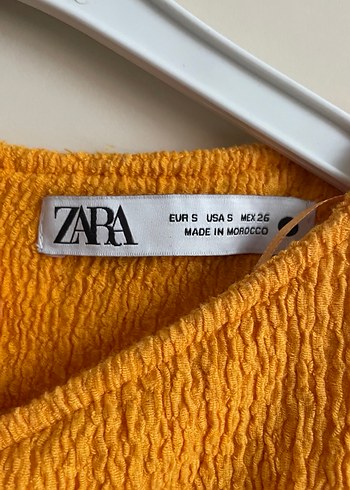 ZARA
EUR S USA S MEX 26
MADE IN MOROCCO